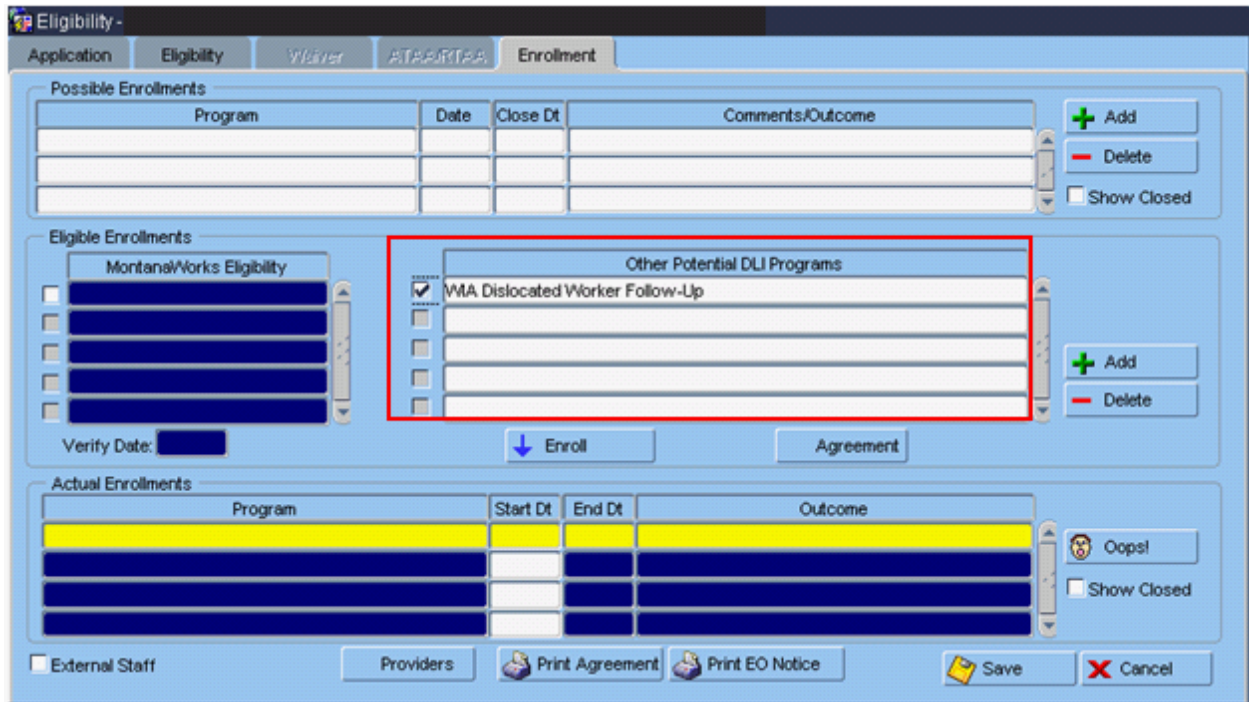 Eligibility -
Application Eligibility Waiver ATAA/RTAA Enrollment
Possible Enrollments
Program Date Close Dt Comments/Outcome
Add
Delete
Show Closed
Eligible Enrollments
MontanaWorks Eligibility
Other Potential DLI Programs
WIA Dislocated Worker Follow-Up
Add
Delete
Verify Date:
Enroll
Agreement
Actual Enrollments
Program Start Dt End Dt Outcome
Oops!
Show Closed
External Staff Providers Print Agreement Print EO Notice Save Cancel